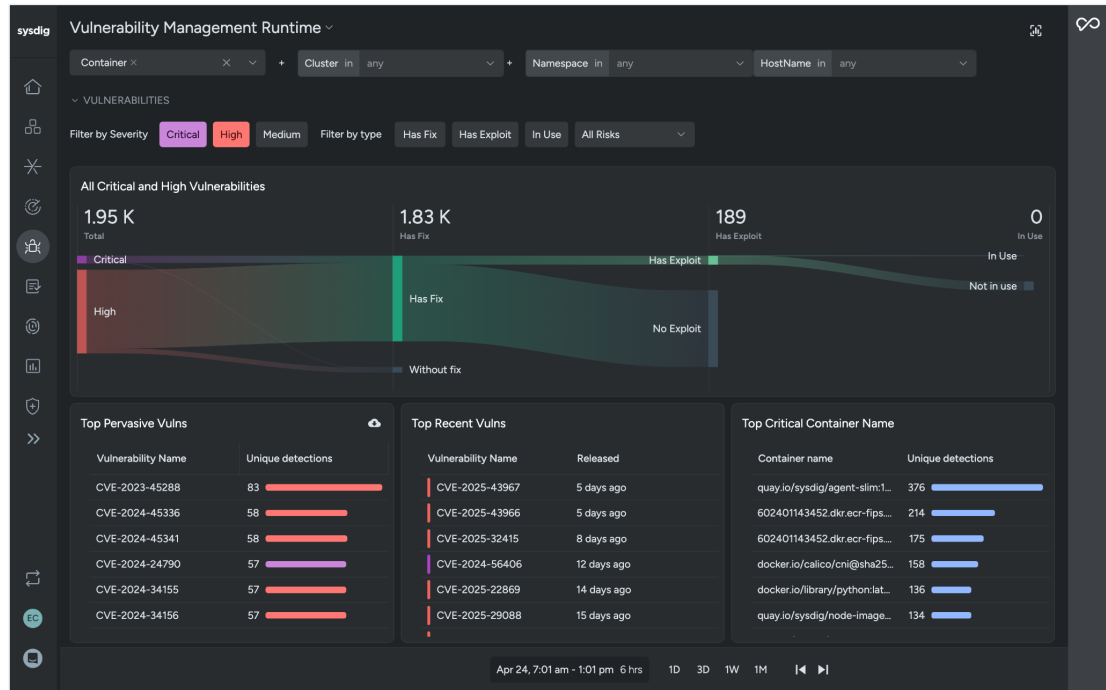 sysdig
Vulnerability Management Runtime
Container × × + Cluster in any + Namespace in any HostName in any
VULNERABILITIES
Filter by Severity Critical High Medium Filter by type Has Fix Has Exploit In Use All Risks
All Critical and High Vulnerabilities
1.95 K 1.83 K 189 0
Total Has Fix Has Exploit In Use
Critical Has Exploit In Use
Not in use
High Has Fix
No Exploit
Without fix
Top Pervasive Vulns
Vulnerability Name Unique detections
CVE-2023-45288 83
CVE-2024-45336 58
CVE-2024-45341 58
CVE-2024-24790 57
CVE-2024-34155 57
CVE-2024-34156 57
Top Recent Vulns
Vulnerability Name Released
CVE-2025-43967 5 days ago
CVE-2025-43966 5 days ago
CVE-2025-32415 8 days ago
CVE-2024-56406 12 days ago
CVE-2025-22869 14 days ago
CVE-2025-29088 15 days ago
Top Critical Container Name
Container name Unique detections
quay.io/sysdig/agent-slim:1... 376
602401143452.dkr.ecr-fips.... 214
602401143452.dkr.ecr-fips.... 175
docker.io/calico/cni@sha25... 158
docker.io/library/python:lat... 136
quay.io/sysdig/node-image... 134
EC
Apr 24, 7:01 am - 1:01 pm 6 hrs 1D 3D 1W 1M